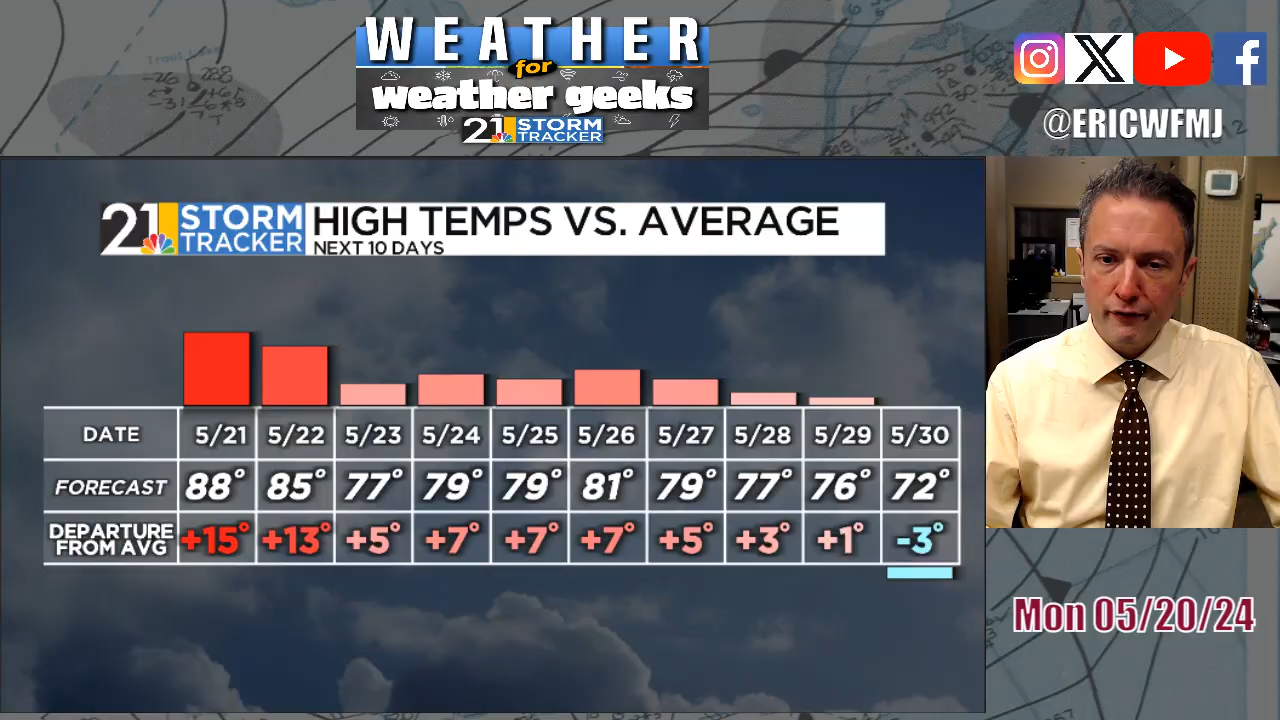 WEATHER
for
weather geeks
21 STORM TRACKER
@ERICWFMJ
21 STORM TRACKER
HIGH TEMPS VS. AVERAGE
NEXT 10 DAYS
DATE 5/21 5/22 5/23 5/24 5/25 5/26 5/27 5/28 5/29 5/30
FORECAST 88° 85° 77° 79° 79° 81° 79° 77° 76° 72°
DEPARTURE FROM AVG +15° +13° +5° +7° +7° +7° +5° +3° +1° -3°
Mon 05/20/24